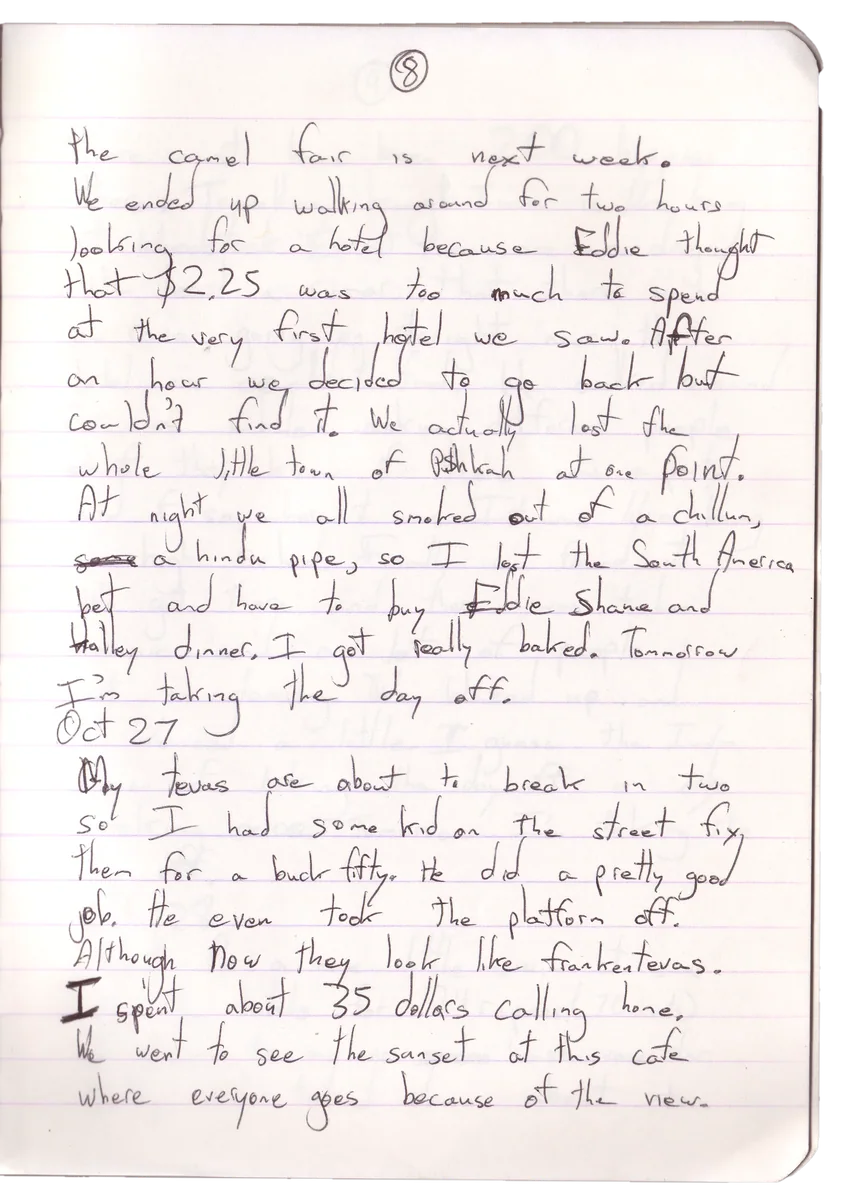 8
the camel fair is next week.
We ended up walking around for two hours
looking for a hotel because Eddie thought
that $2.25 was too much to spend
at the very first hotel we saw. After
an hour we decided to go back but
couldn't find it. We actually lost the
whole little town of Pushkah at one point.
At night we all smoked out of a chillum,
a hindu pipe, so I lost the South America
bet and have to buy Eddie Shane and
Halley dinner. I got really baked. Tommorrow
I'm taking the day off.
Oct 27
My tevas are about to break in two
so I had some kid on the street fix
them for a buck fifty. He did a pretty good
job. He even took the platform off.
Although now they look like frankentevas.
I spent about 35 dollars calling home.
We went to see the sunset at this cafe
where everyone goes because of the view.